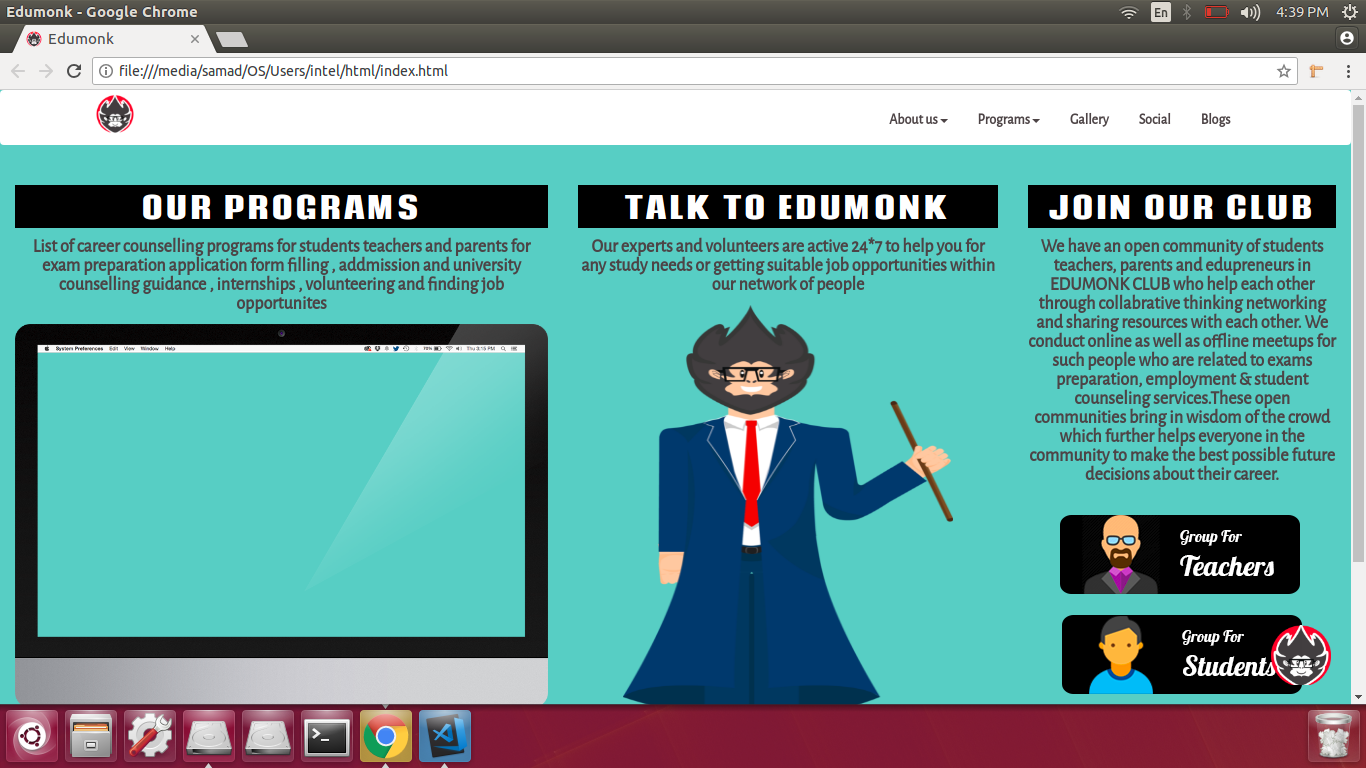 Edumonk - Google Chrome
En
4:39 PM
Edumonk
file:///media/samad/OS/Users/intel/html/index.html
About us
Programs
Gallery
Social
Blogs
OUR PROGRAMS
List of career counselling programs for students teachers and parents for
exam preparation application form filling , addmission and university
counselling guidance , internships , volunteering and finding job
opportunites
System Preferences Edit View Window Help
70%
Thu 3:15 PM
TALK TO EDUMONK
Our experts and volunteers are active 24*7 to help you for
any study needs or getting suitable job opportunities within
our network of people
JOIN OUR CLUB
We have an open community of students
teachers, parents and edupreneurs in
EDUMONK CLUB who help each other
through collabrative thinking networking
and sharing resources with each other. We
conduct online as well as offline meetups for
such people who are related to exams
preparation, employment & student
counseling services.These open
communities bring in wisdom of the crowd
which further helps everyone in the
community to make the best possible future
decisions about their career.
Group For
Teachers
Group For
Students